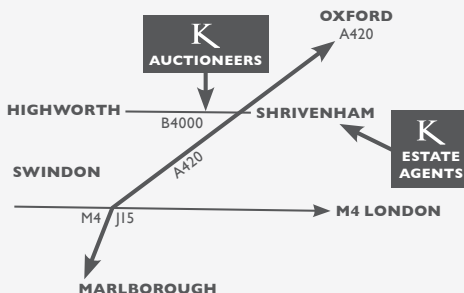 OXFORD
A420
K
AUCTIONEERS
HIGHWORTH
B4000
SHRIVENHAM
K
ESTATE
AGENTS
A420
SWINDON
M4
J15
M4 LONDON
MARLBOROUGH